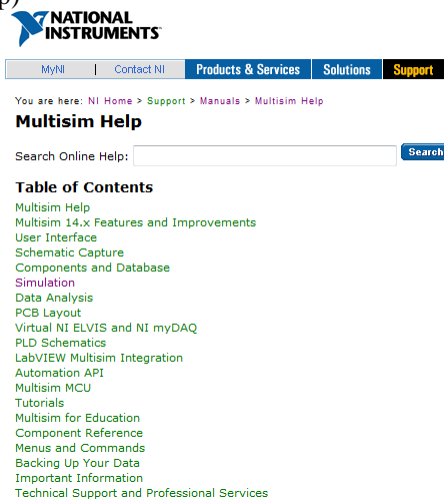 p)
NATIONAL
INSTRUMENTS
MyNI | Contact NI Products & Services Solutions Support
You are here: NI Home > Support > Manuals > Multisim Help
Multisim Help
Search Online Help: Search
Table of Contents
Multisim Help
Multisim 14.x Features and Improvements
User Interface
Schematic Capture
Components and Database
Simulation
Data Analysis
PCB Layout
Virtual NI ELVIS and NI myDAQ
PLD Schematics
LabVIEW Multisim Integration
Automation API
Multisim MCU
Tutorials
Multisim for Education
Component Reference
Menus and Commands
Backing Up Your Data
Important Information
Technical Support and Professional Services